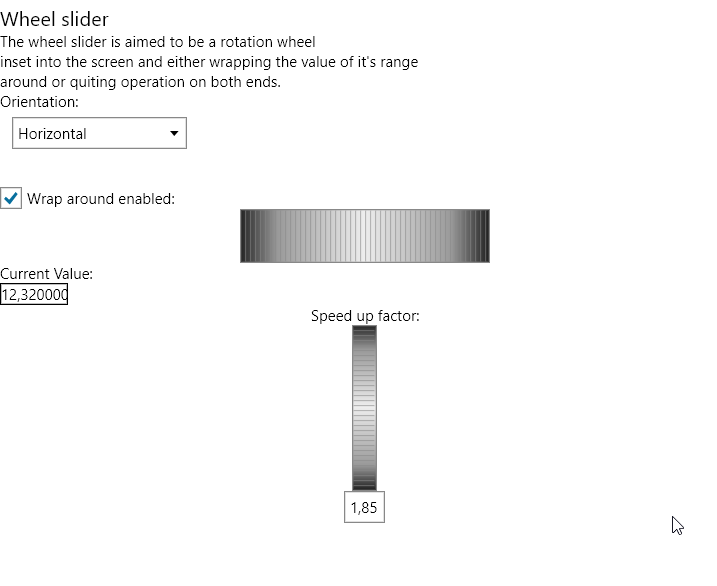 Wheel slider
The wheel slider is aimed to be a rotation wheel
inset into the screen and either wrapping the value of it's range
around or quiting operation on both ends.
Orientation:
Horizontal
Wrap around enabled:
Current Value:
12,320000
Speed up factor:
1,85